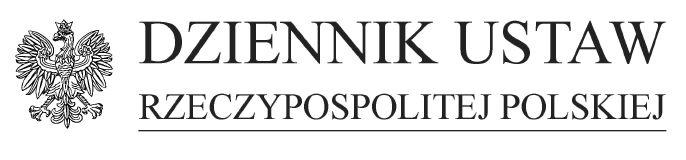 DZIENNIK USTAW
RZECZYPOSPOLITEJ POLSKIEJ